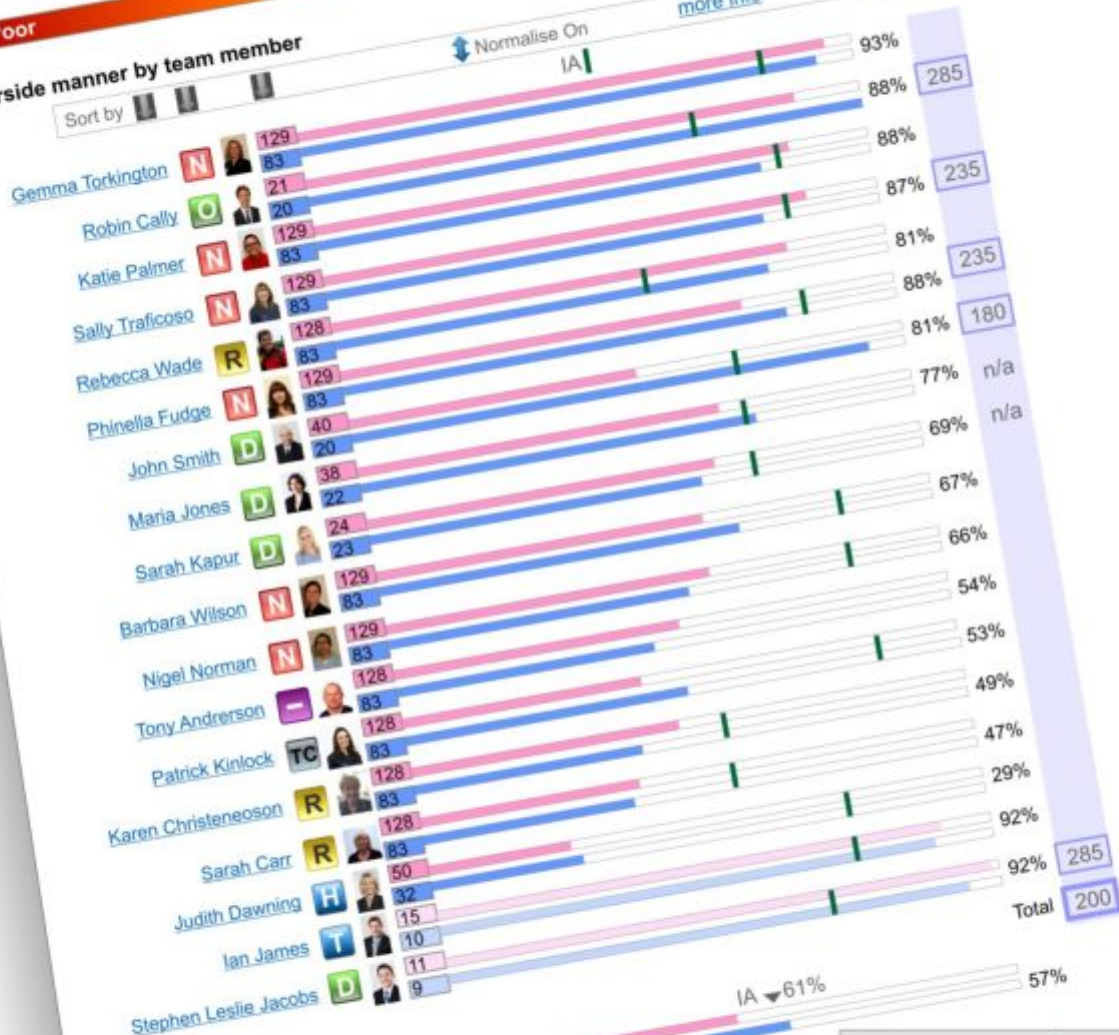 oor
rside manner by team member
Sort by
Normalise On
more info
IA
Gemma Torkington N 129 83 93%
Robin Cally O 21 20 88% 285
Katie Palmer N 129 83 88%
Sally Traficoso N 129 83 87% 235
Rebecca Wade R 128 83 81%
Phinella Fudge N 129 83 88% 235
John Smith D 40 20 81% 180
Maria Jones D 38 22 77% n/a
Sarah Kapur D 24 23 69% n/a
Barbara Wilson N 129 83 67%
Nigel Norman N 129 83 66%
Tony Andrerson - 128 83 54%
Patrick Kinlock TC 128 83 53%
Karen Christeneoson R 128 83 49%
Sarah Carr R 128 83 47%
Judith Dawning H 50 32 29%
Ian James T 15 10 92%
Stephen Leslie Jacobs D 11 9 92% 285
Total 200
IA 61%
57%